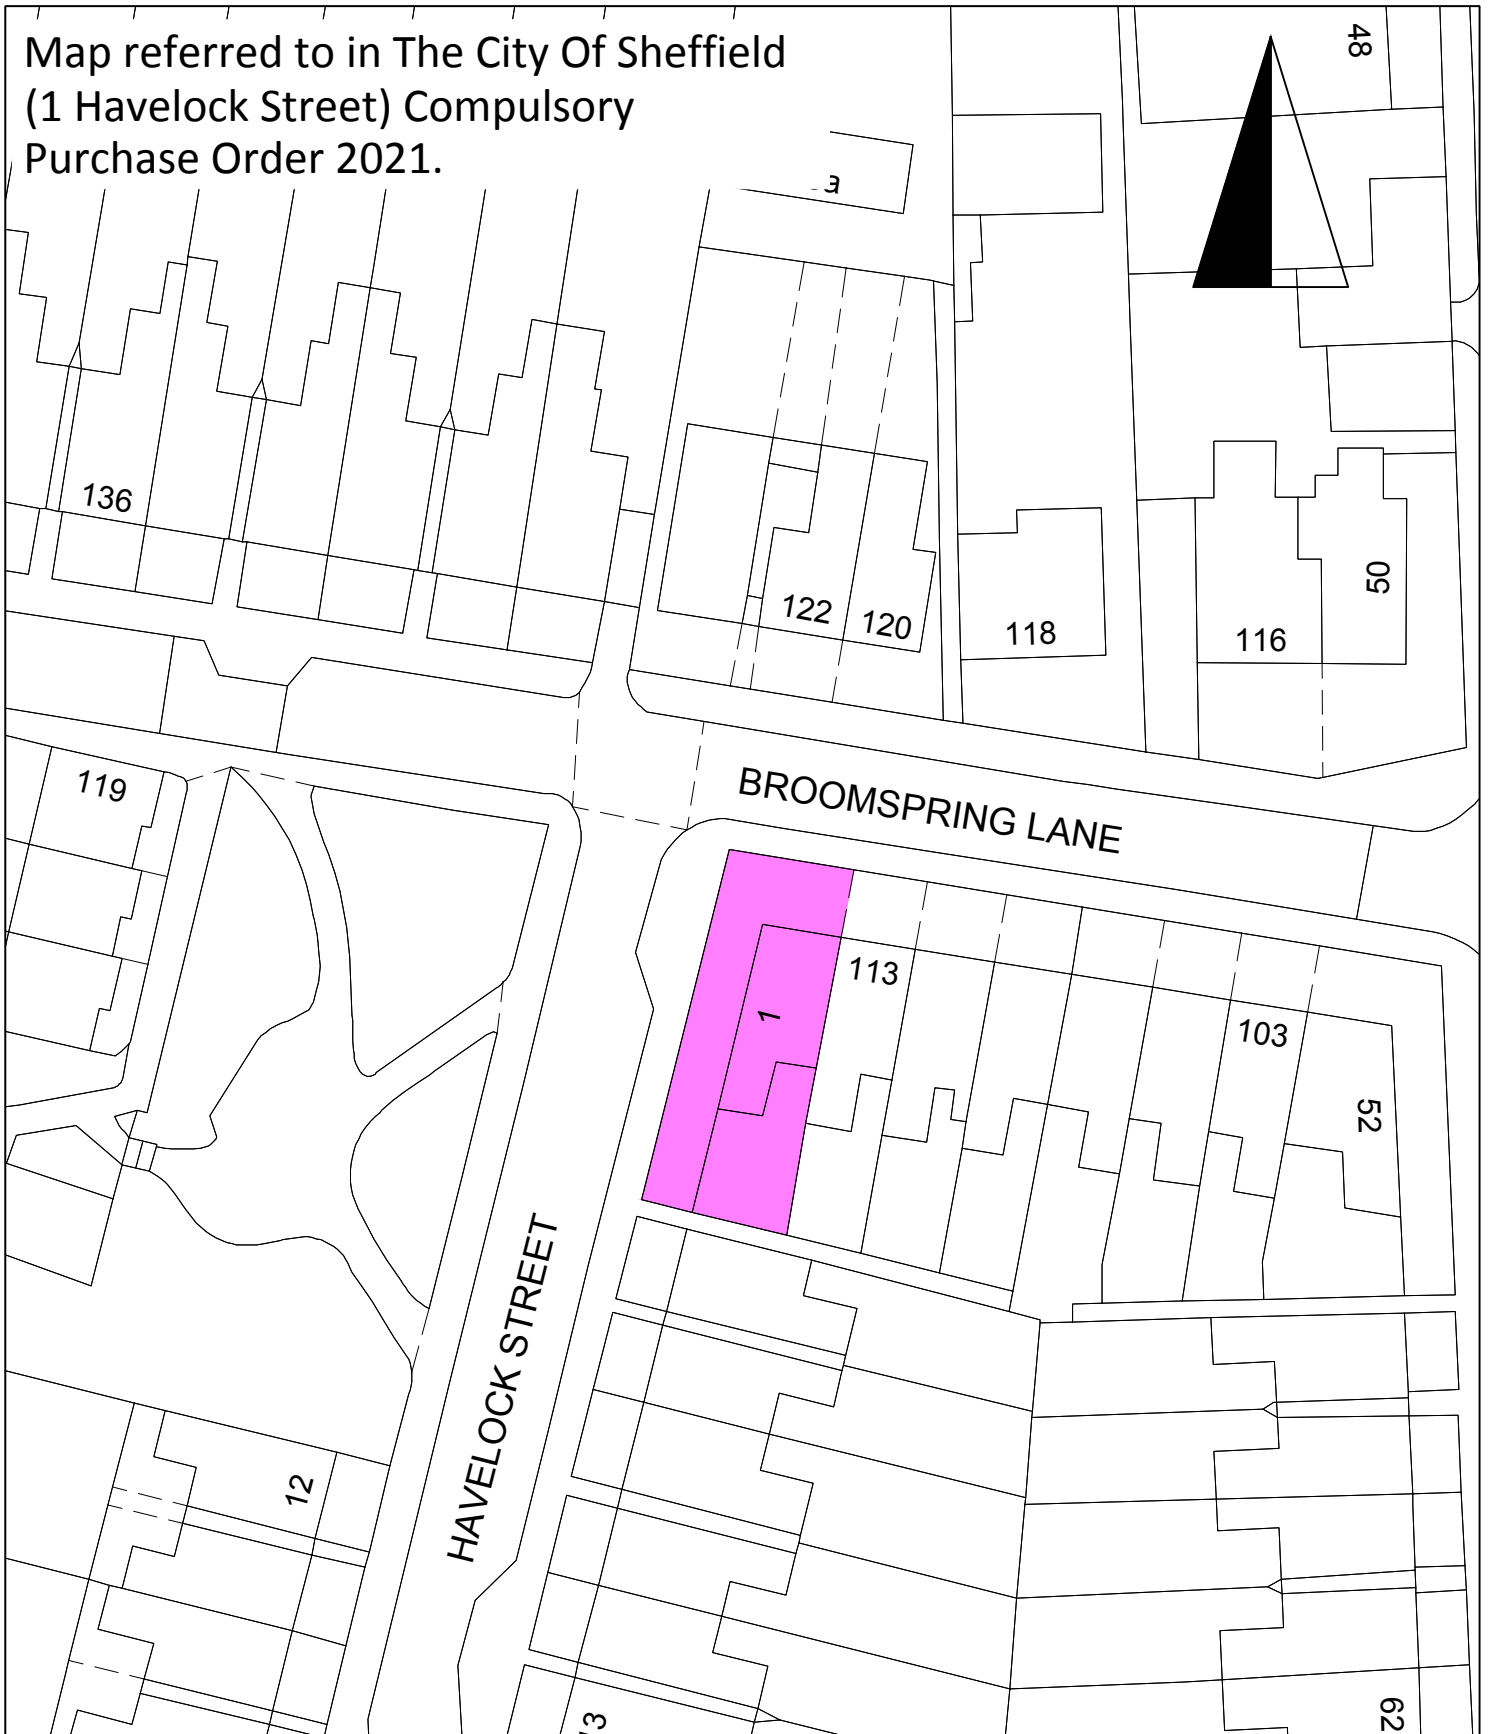 Map referred to in The City Of Sheffield
(1 Havelock Street) Compulsory
Purchase Order 2021.
48
a
136
122
120
118
116
50
119
BROOMSPRING LANE
113
1
103
52
HAVELOCK STREET
12
62